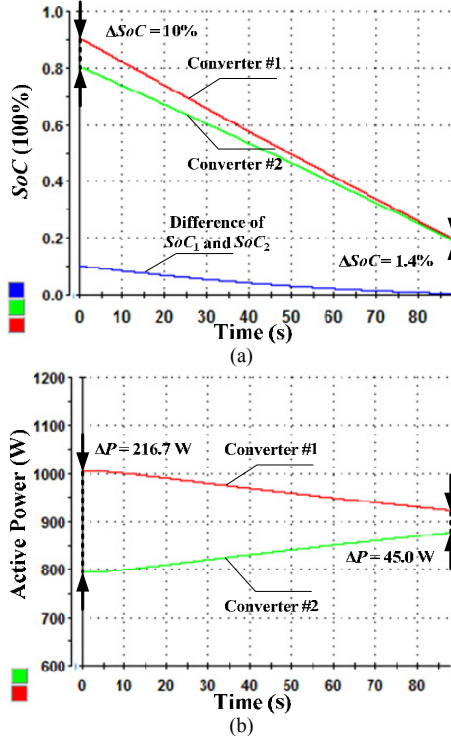 1.0
0.8
0.6
0.4
0.2
0.0
SoC (100%)
ΔSoC = 10%
Converter #1
Converter #2
Difference of
SoC1 and SoC2
ΔSoC = 1.4%
0 10 20 30 40 50 60 70 80
Time (s)
(a)
1200
1100
1000
900
800
700
600
Active Power (W)
ΔP = 216.7 W
Converter #1
ΔP = 45.0 W
Converter #2
0 10 20 30 40 50 60 70 80
Time (s)
(b)